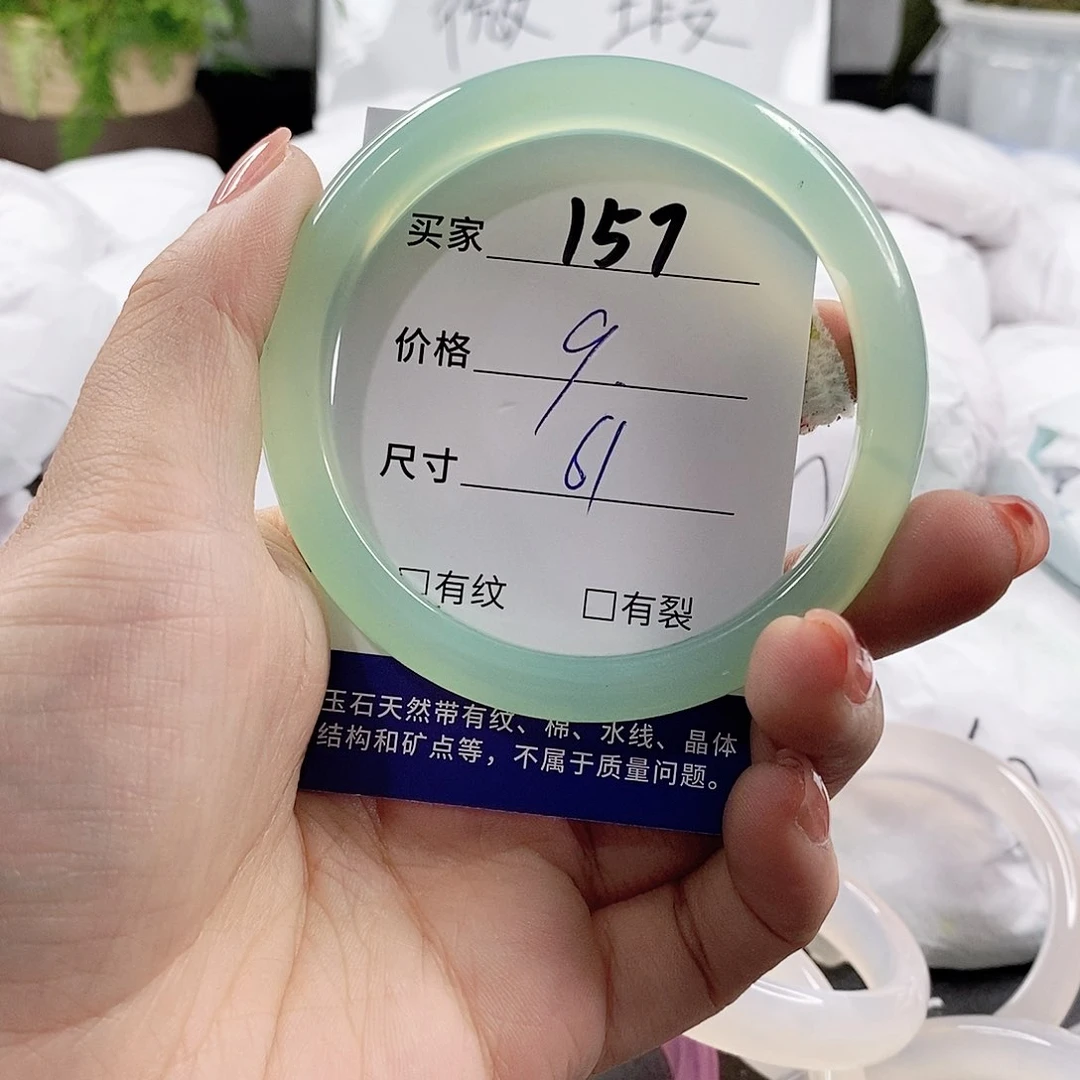 微瑕
买家 157
价格 9
尺寸 61
□有纹 □有裂
玉石天然带有纹、棉、水线、晶体
结构和矿点等，不属于质量问题。